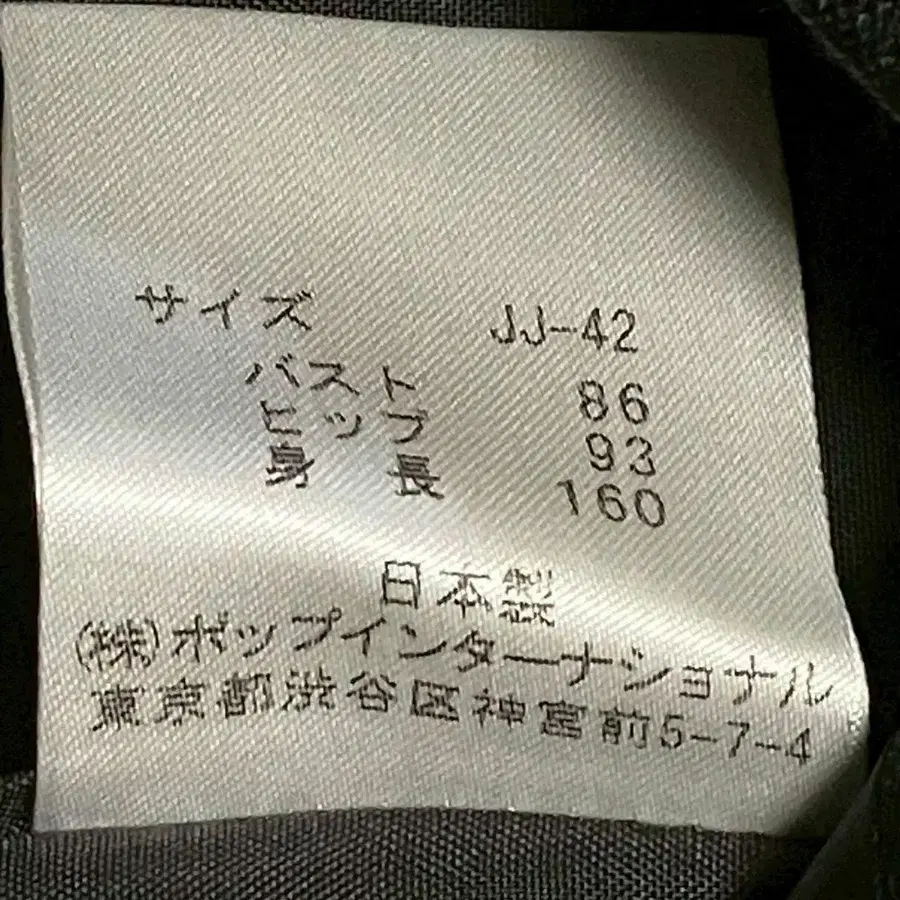 サイズ JJ-42
バスト 86
ヒップ 93
身長 160
日本製
(株)ポップインターナショナル
東京都渋谷区神宮前5-7-4